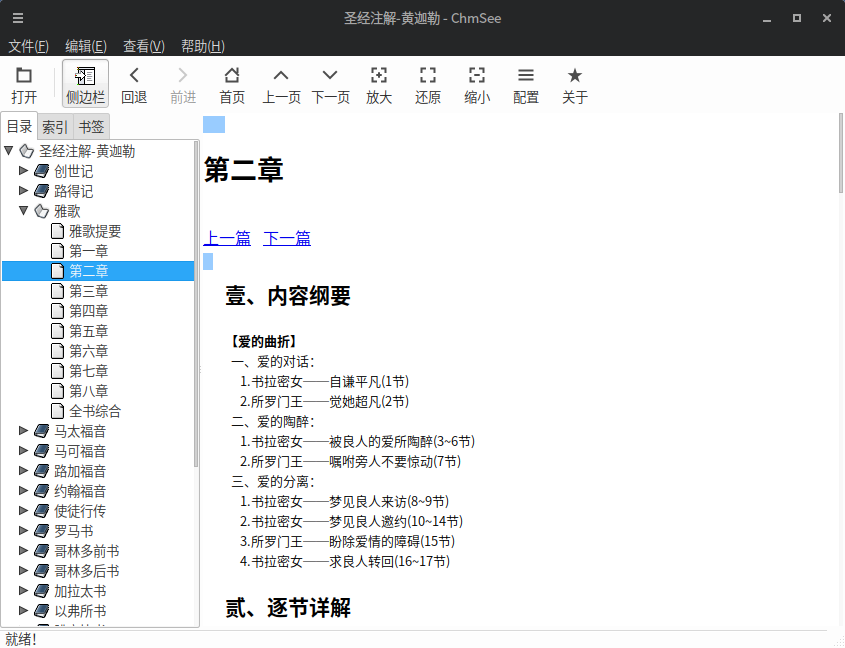 圣经注解-黄迦勒 - ChmSee
文件(F) 编辑(E) 查看(V) 帮助(H)
打开 侧边栏 回退 前进 首页 上一页 下一页 放大 还原 缩小 配置 关于
目录 索引 书签
圣经注解-黄迦勒
创世记
路得记
雅歌
雅歌提要
第一章
第二章
第三章
第四章
第五章
第六章
第七章
第八章
全书综合
马太福音
马可福音
路加福音
约翰福音
使徒行传
罗马书
哥林多前书
哥林多后书
加拉太书
以弗所书
第二章
上一篇 下一篇
壹、内容纲要
【爱的曲折】
一、爱的对话：
1.书拉密女──自谦平凡(1节)
2.所罗门王──觉她超凡(2节)
二、爱的陶醉：
1.书拉密女──被良人的爱所陶醉(3~6节)
2.所罗门王──嘱咐旁人不要惊动(7节)
三、爱的分离：
1.书拉密女──梦见良人来访(8~9节)
2.书拉密女──梦见良人邀约(10~14节)
3.所罗门王──盼除爱情的障碍(15节)
4.书拉密女──求良人转回(16~17节)
贰、逐节详解
就绪！